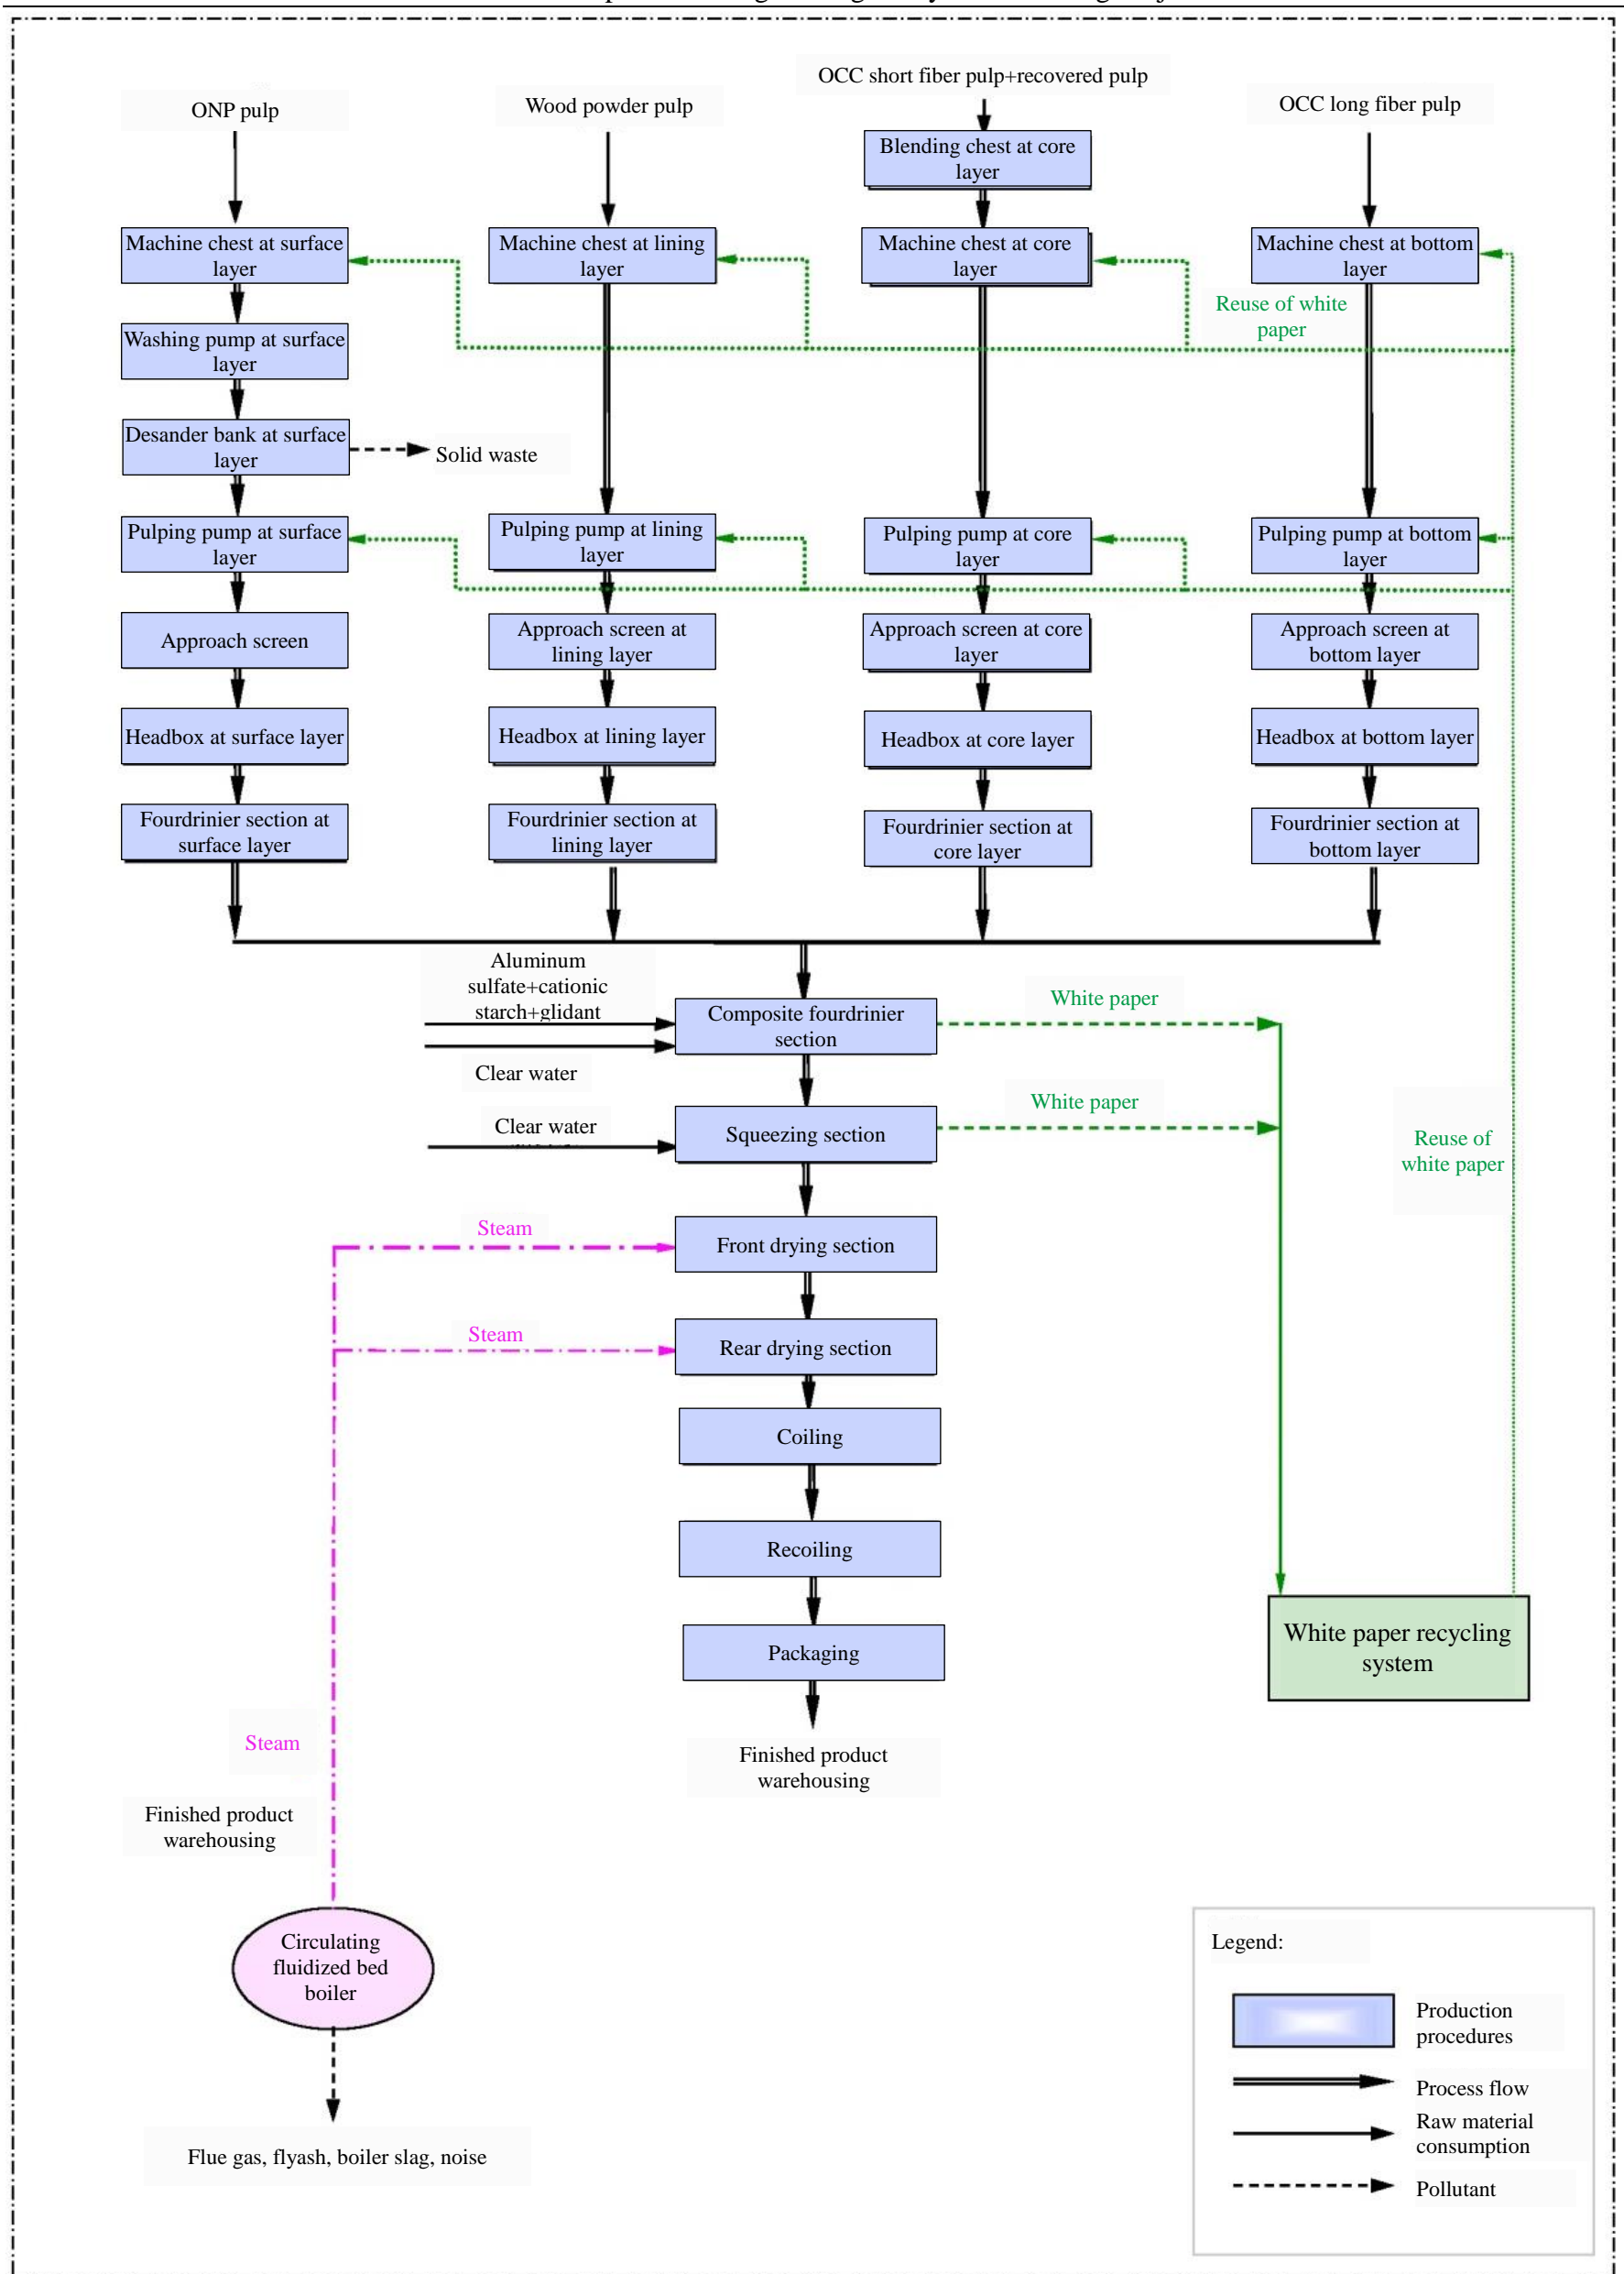 OCC short fiber pulp+recovered pulp
ONP pulp
Wood powder pulp
OCC long fiber pulp
Blending chest at core
layer
Machine chest at surface
layer
Machine chest at lining
layer
Machine chest at core
layer
Machine chest at bottom
layer
Reuse of white
paper
Washing pump at surface
layer
Desander bank at surface
layer
Solid waste
Pulping pump at surface
layer
Pulping pump at lining
layer
Pulping pump at core
layer
Pulping pump at bottom
layer
Approach screen
Approach screen at
lining layer
Approach screen at core
layer
Approach screen at
bottom layer
Headbox at surface layer
Headbox at lining layer
Headbox at core layer
Headbox at bottom layer
Fourdrinier section at
surface layer
Fourdrinier section at
lining layer
Fourdrinier section at
core layer
Fourdrinier section at
bottom layer
Aluminum
sulfate+cationic
starch+glidant
Composite fourdrinier
section
White paper
Clear water
Clear water
Squeezing section
White paper
Reuse of
white paper
Steam
Front drying section
Steam
Rear drying section
Coiling
Recoiling
White paper recycling
system
Packaging
Steam
Finished product
warehousing
Finished product
warehousing
Circulating
fluidized bed
boiler
Flue gas, flyash, boiler slag, noise
Legend:
Production
procedures
Process flow
Raw material
consumption
Pollutant